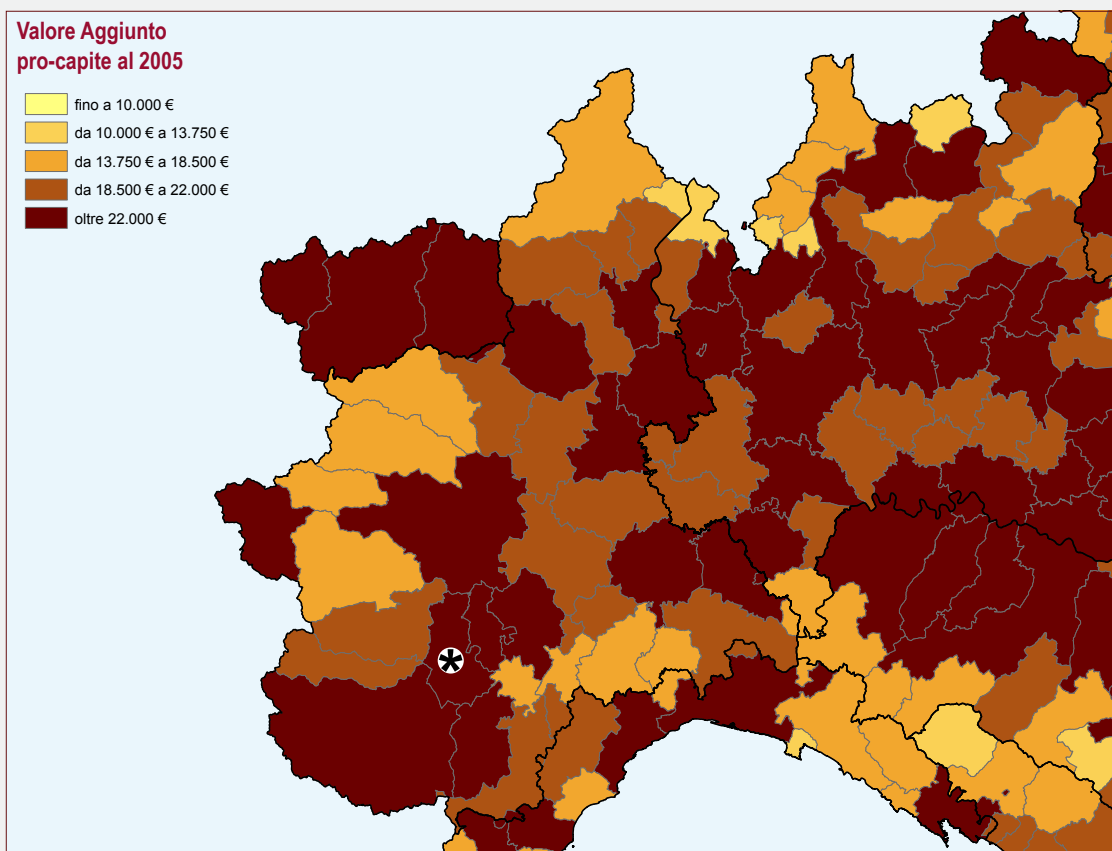 Valore Aggiunto
pro-capite al 2005
fino a 10.000 €
da 10.000 € a 13.750 €
da 13.750 € a 18.500 €
da 18.500 € a 22.000 €
oltre 22.000 €